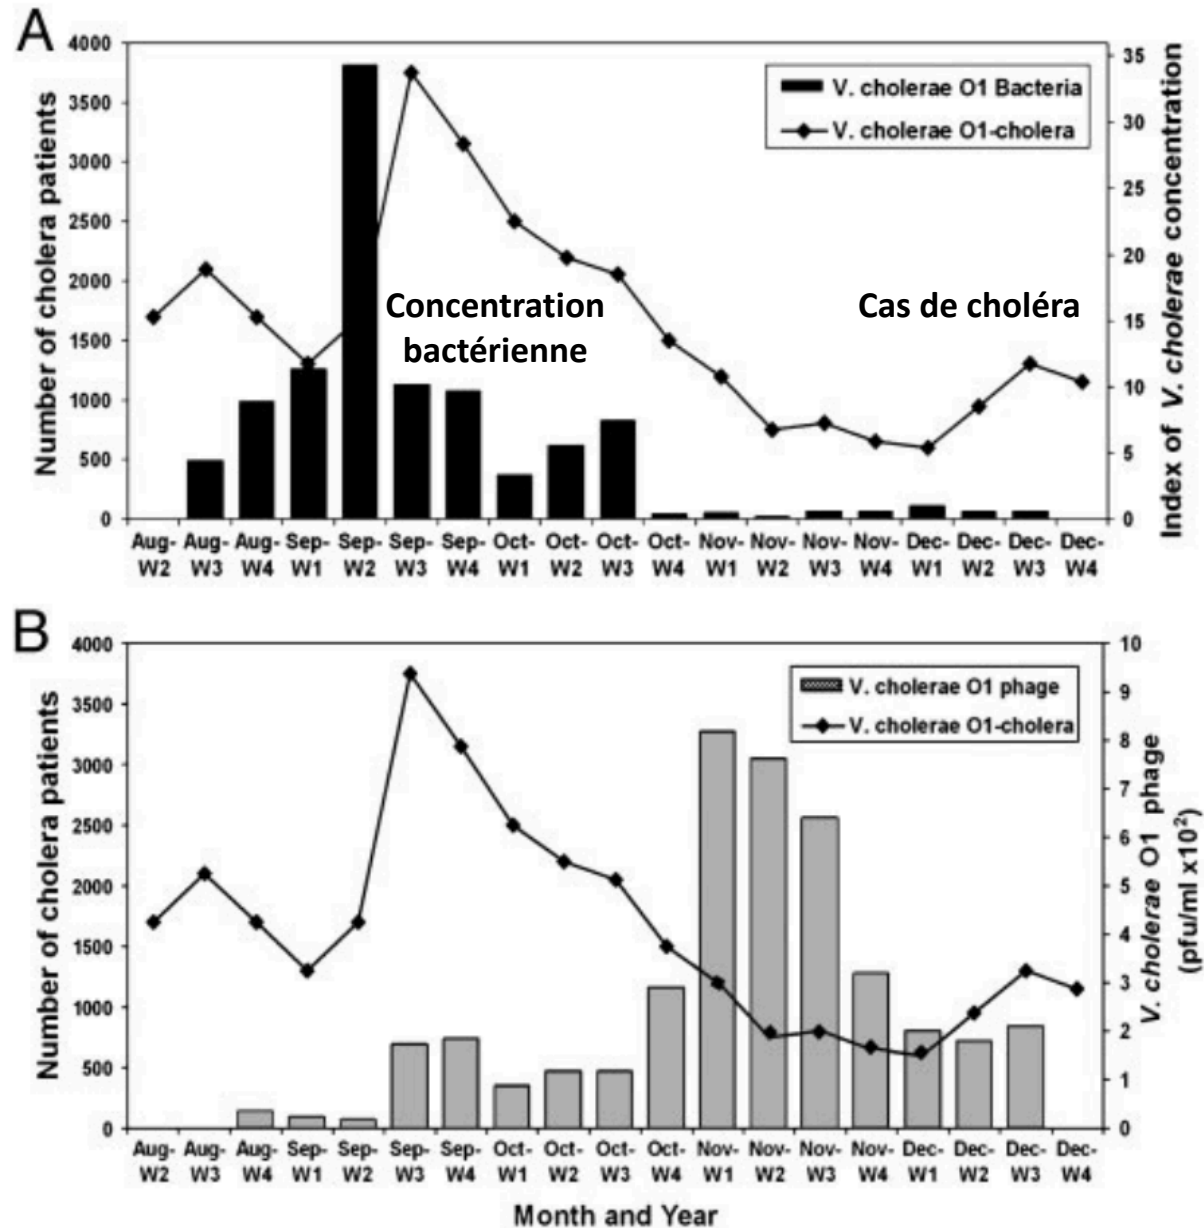 A
Number of cholera patients
4000
3500
3000
2500
2000
1500
1000
500
0
V. cholerae O1 Bacteria
V. cholerae O1-cholera
Concentration
bactérienne
Cas de choléra
35
30
25
20
15
10
5
0
Index of V. cholerae concentration
Aug- Aug- Aug- Sep- Sep- Sep- Sep- Oct- Oct- Oct- Oct- Nov- Nov- Nov- Nov- Dec- Dec- Dec- Dec-
W2 W3 W4 W1 W2 W3 W4 W1 W2 W3 W4 W1 W2 W3 W4 W1 W2 W3 W4
B
Number of cholera patients
4000
3500
3000
2500
2000
1500
1000
500
0
V. cholerae O1 phage
V. cholerae O1-cholera
10
9
8
7
6
5
4
3
2
1
0
V. cholerae O1 phage
(pfu/ml x10²)
Aug- Aug- Aug- Sep- Sep- Sep- Sep- Oct- Oct- Oct- Oct- Nov- Nov- Nov- Nov- Dec- Dec- Dec- Dec-
W2 W3 W4 W1 W2 W3 W4 W1 W2 W3 W4 W1 W2 W3 W4 W1 W2 W3 W4
Month and Year